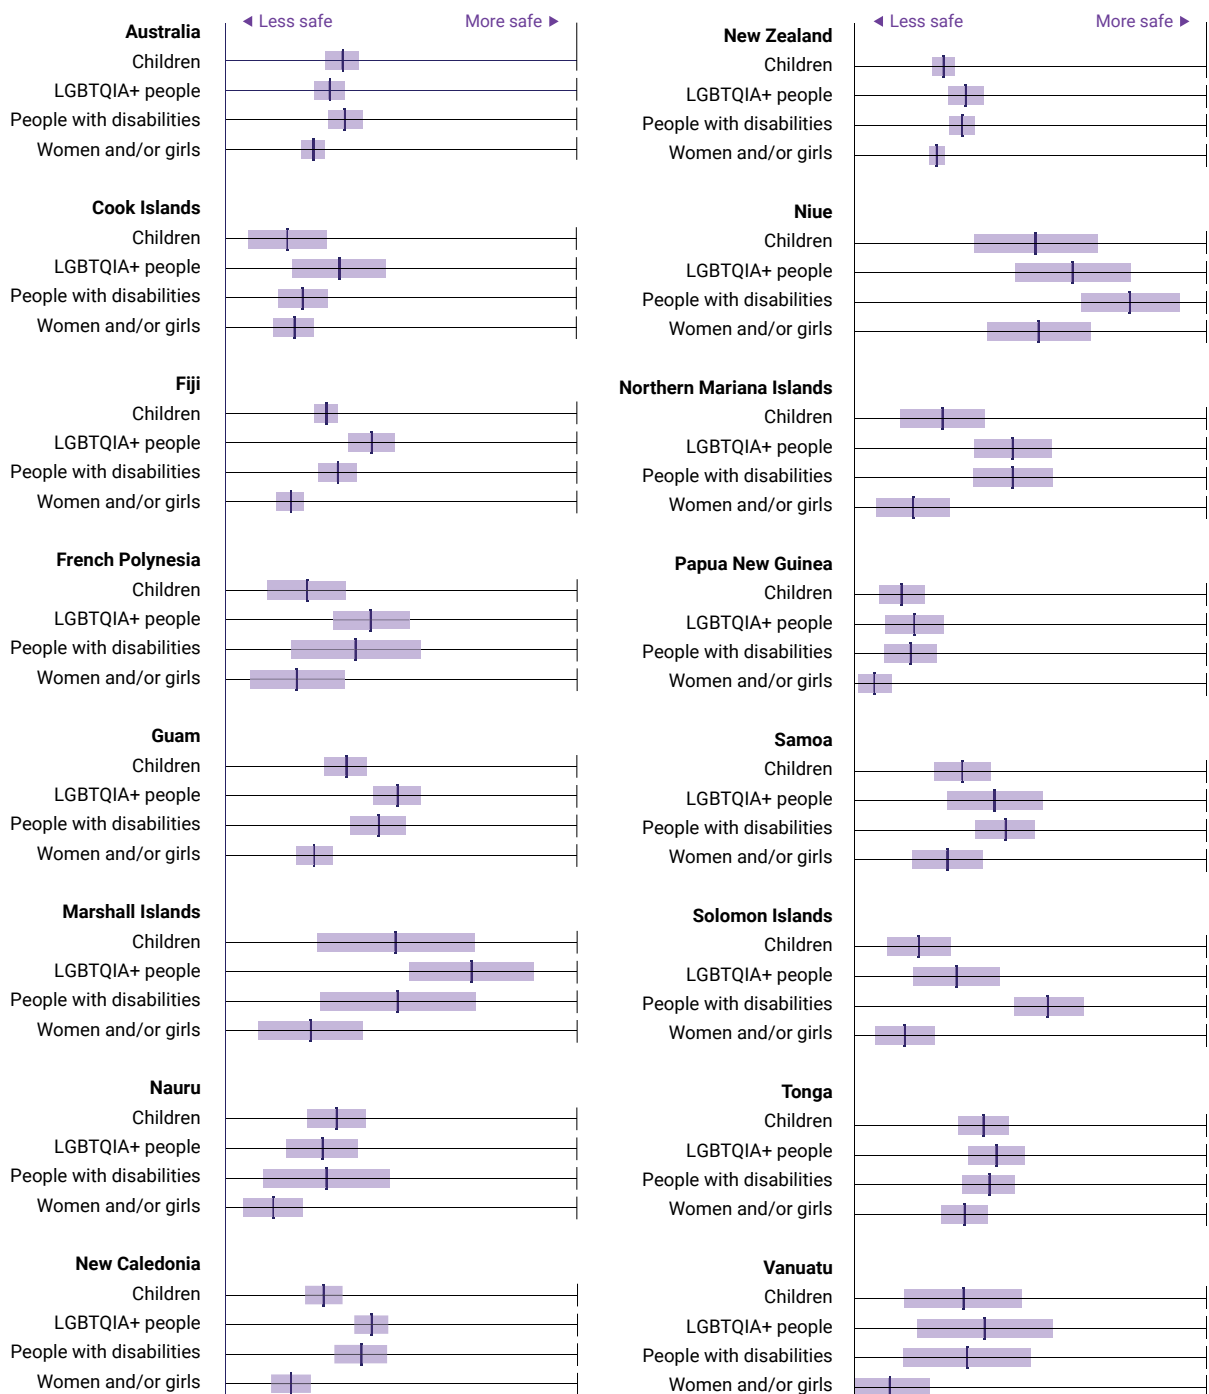 ◄ Less safe More safe ►
Australia
Children
LGBTQIA+ people
People with disabilities
Women and/or girls
Cook Islands
Children
LGBTQIA+ people
People with disabilities
Women and/or girls
Fiji
Children
LGBTQIA+ people
People with disabilities
Women and/or girls
French Polynesia
Children
LGBTQIA+ people
People with disabilities
Women and/or girls
Guam
Children
LGBTQIA+ people
People with disabilities
Women and/or girls
Marshall Islands
Children
LGBTQIA+ people
People with disabilities
Women and/or girls
Nauru
Children
LGBTQIA+ people
People with disabilities
Women and/or girls
New Caledonia
Children
LGBTQIA+ people
People with disabilities
Women and/or girls
◄ Less safe More safe ►
New Zealand
Children
LGBTQIA+ people
People with disabilities
Women and/or girls
Niue
Children
LGBTQIA+ people
People with disabilities
Women and/or girls
Northern Mariana Islands
Children
LGBTQIA+ people
People with disabilities
Women and/or girls
Papua New Guinea
Children
LGBTQIA+ people
People with disabilities
Women and/or girls
Samoa
Children
LGBTQIA+ people
People with disabilities
Women and/or girls
Solomon Islands
Children
LGBTQIA+ people
People with disabilities
Women and/or girls
Tonga
Children
LGBTQIA+ people
People with disabilities
Women and/or girls
Vanuatu
Children
LGBTQIA+ people
People with disabilities
Women and/or girls